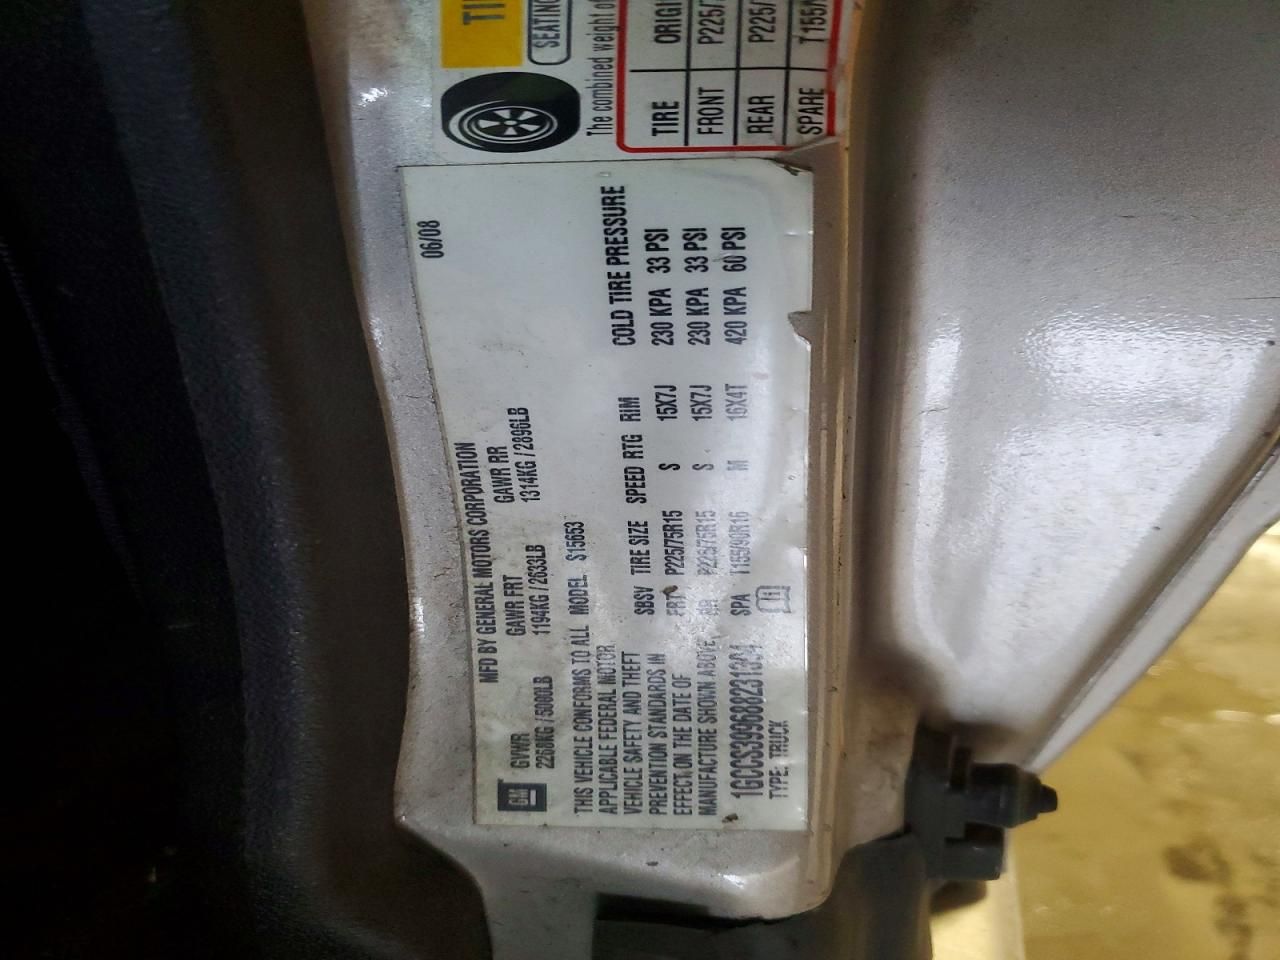 TI
SEATING
The combined weight of
TIRE ORIGI
FRONT P225/7
REAR P225/
SPARE T155/
06/08
GM
MFD BY GENERAL MOTORS CORPORATION
GVWR GAWR FRT GAWR RR
2268KG / 5000LB 1194KG / 2633LB 1314KG / 2896LB
THIS VEHICLE CONFORMS TO ALL MODEL S15653
APPLICABLE FEDERAL MOTOR
VEHICLE SAFETY AND THEFT
PREVENTION STANDARDS IN
EFFECT ON THE DATE OF
MANUFACTURE SHOWN ABOVE.
SBSV TIRE SIZE SPEED RTG RIM COLD TIRE PRESSURE
FRT P225/75R15 S 15X7J 230 KPA 33 PSI
RR P225/75R15 S 15X7J 230 KPA 33 PSI
SPA T155/90R16 M 16X4T 420 KPA 60 PSI
1GCCS399688231394
TYPE: TRUCK